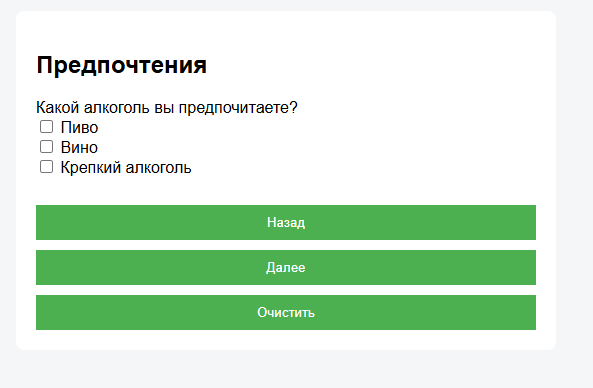 Предпочтения
Какой алкоголь вы предпочитаете?
Пиво
Вино
Крепкий алкоголь
Назад
Далее
Очистить